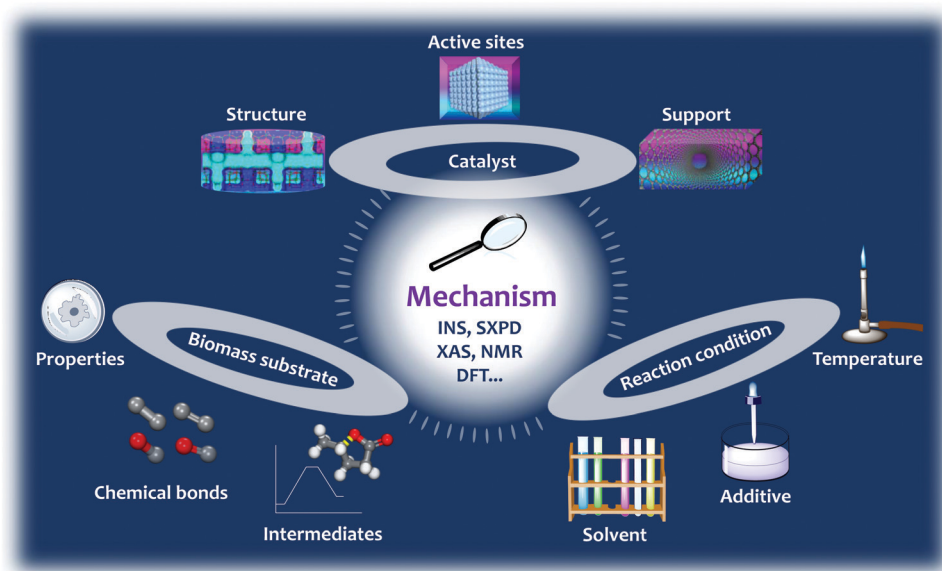 Active sites
Structure
Support
Catalyst
Mechanism
INS, SXPD
XAS, NMR
DFT...
Properties
Biomass substrate
Reaction condition
Temperature
Chemical bonds
Intermediates
Solvent
Additive